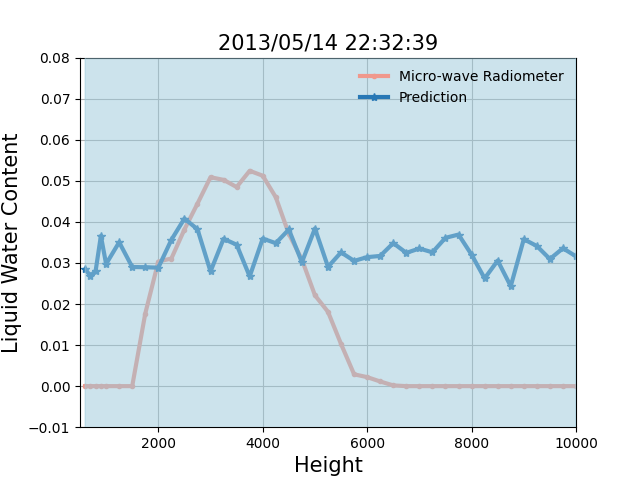 2013/05/14 22:32:39
Micro-wave Radiometer
Prediction
Liquid Water Content
0.08
0.07
0.06
0.05
0.04
0.03
0.02
0.01
0.00
−0.01
2000 4000 6000 8000 10000
Height